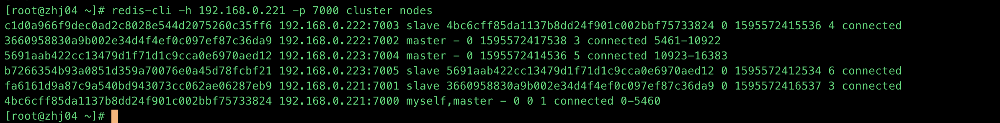 [root@zhj04 ~]# redis-cli -h 192.168.0.221 -p 7000 cluster nodes
c1d0a966f9dec0ad2c8028e544d2075260c35ff6 192.168.0.222:7003 slave 4bc6cff85da1137b8dd24f901c002bbf75733824 0 1595572415536 4 connected
3660958830a9b002e34d4f4ef0c097ef87c36da9 192.168.0.222:7002 master - 0 1595572417538 3 connected 5461-10922
5691aab422cc13479d1f71d1c9cca0e6970aed12 192.168.0.223:7004 master - 0 1595572414536 5 connected 10923-16383
b7266354b93a0851d359a70076e0a45d78fcbf21 192.168.0.223:7005 slave 5691aab422cc13479d1f71d1c9cca0e6970aed12 0 1595572412534 6 connected
fa6161d9a87c9a540bd943073cc062ae06287eb9 192.168.0.221:7001 slave 3660958830a9b002e34d4f4ef0c097ef87c36da9 0 1595572416537 3 connected
4bc6cff85da1137b8dd24f901c002bbf75733824 192.168.0.221:7000 myself,master - 0 0 1 connected 0-5460
[root@zhj04 ~]#